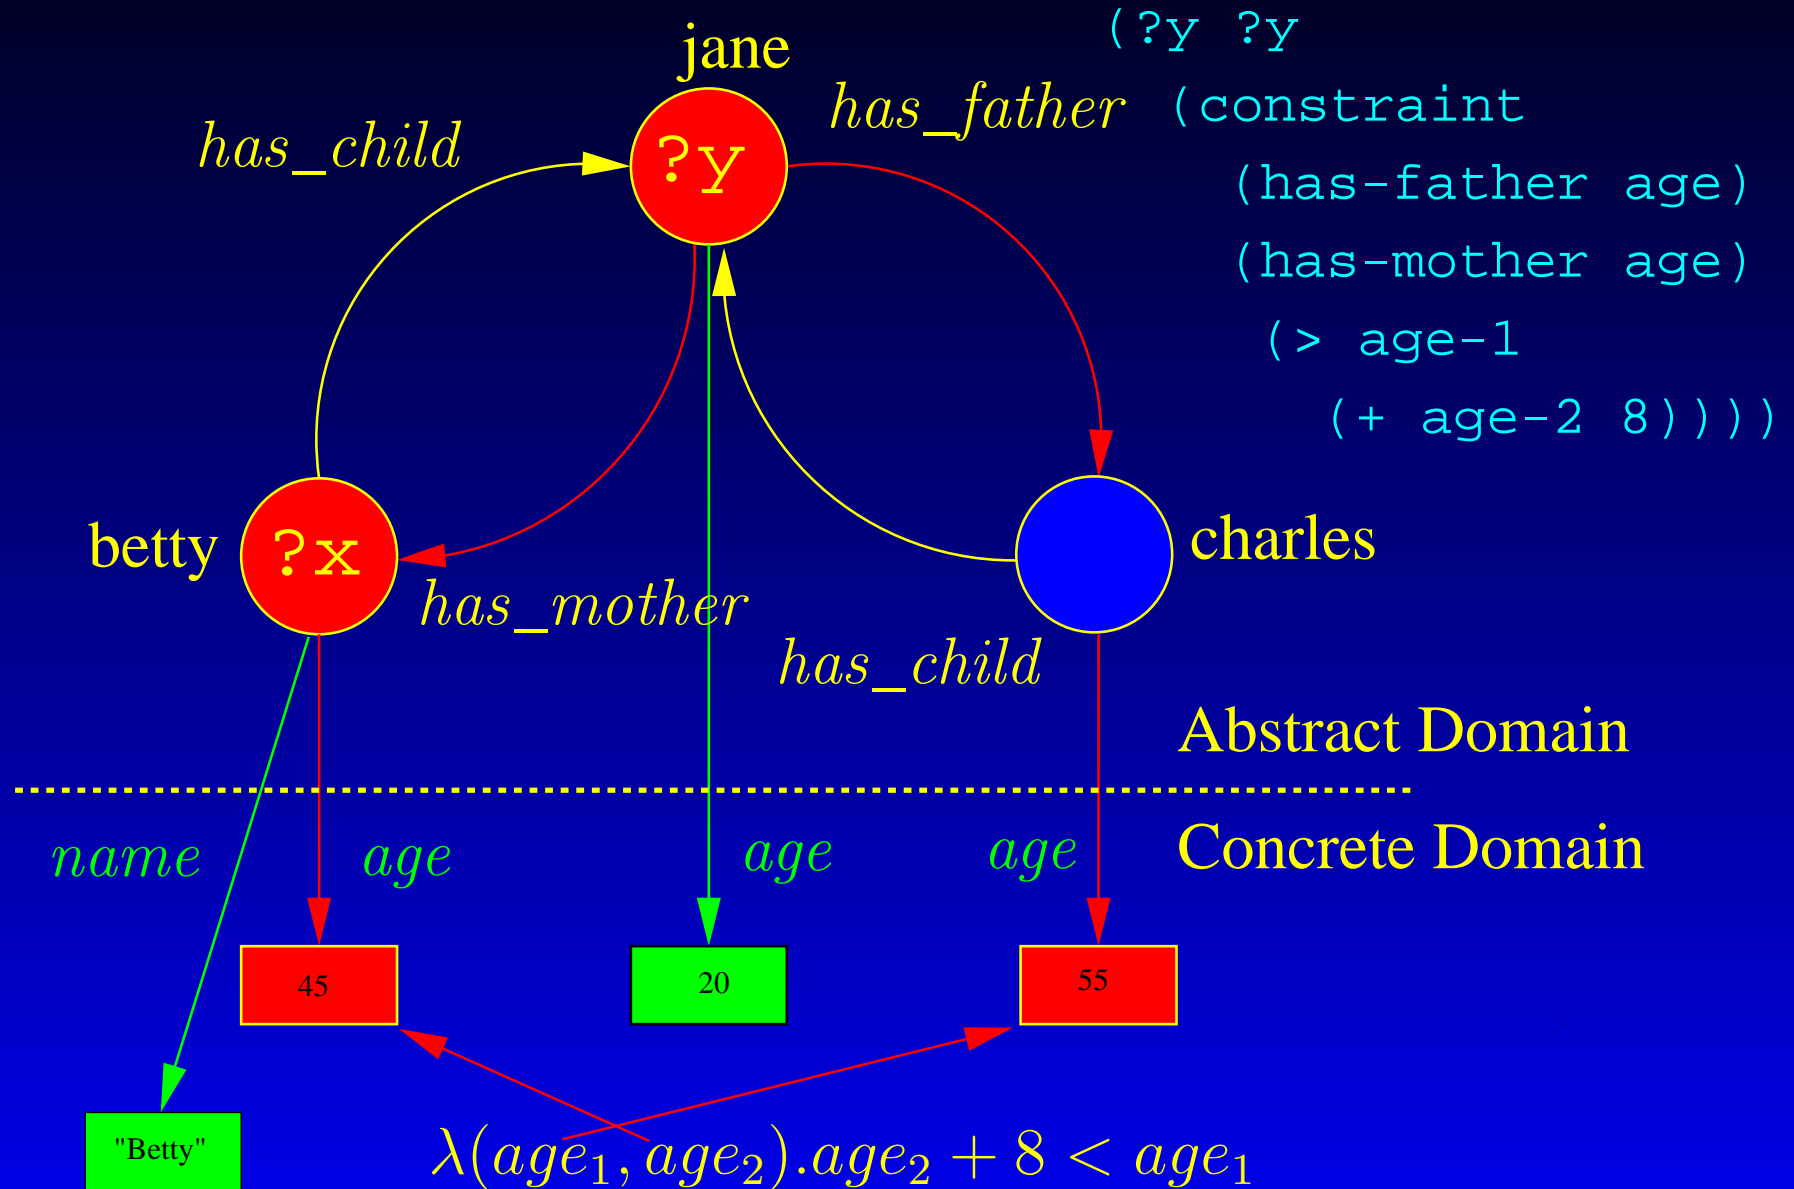 (?y ?y
jane
has_father
(constraint
has_child
?y
(has-father age)
(has-mother age)
(> age-1
(+ age-2 8))))
betty
?x
charles
has_mother
has_child
Abstract Domain
Concrete Domain
name
age
age
age
45
20
55
"Betty"
λ(age₁, age₂).age₂ + 8 < age₁